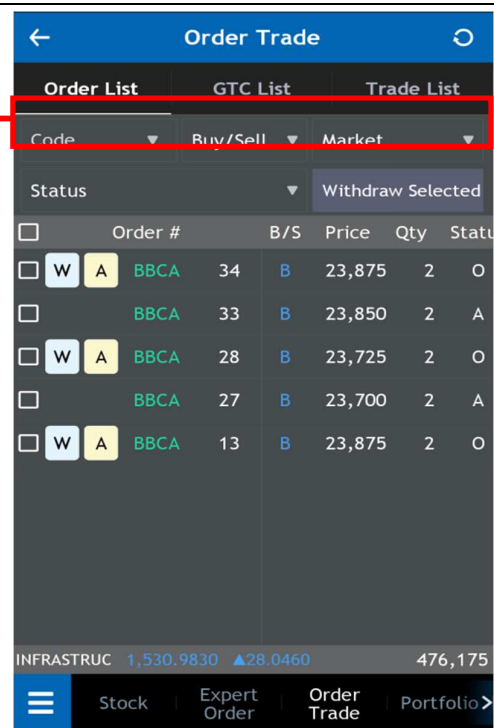 Order Trade
Order List GTC List Trade List
Code Buy/Sell Market
Status Withdraw Selected
Order # B/S Price Qty Statu
W A BBCA 34 B 23,875 2 O
BBCA 33 B 23,850 2 A
W A BBCA 28 B 23,725 2 O
BBCA 27 B 23,700 2 A
W A BBCA 13 B 23,875 2 O
INFRASTRUC 1,530.9830 ▲28.0460 476,175
Stock Expert Order Order Trade Portfolio